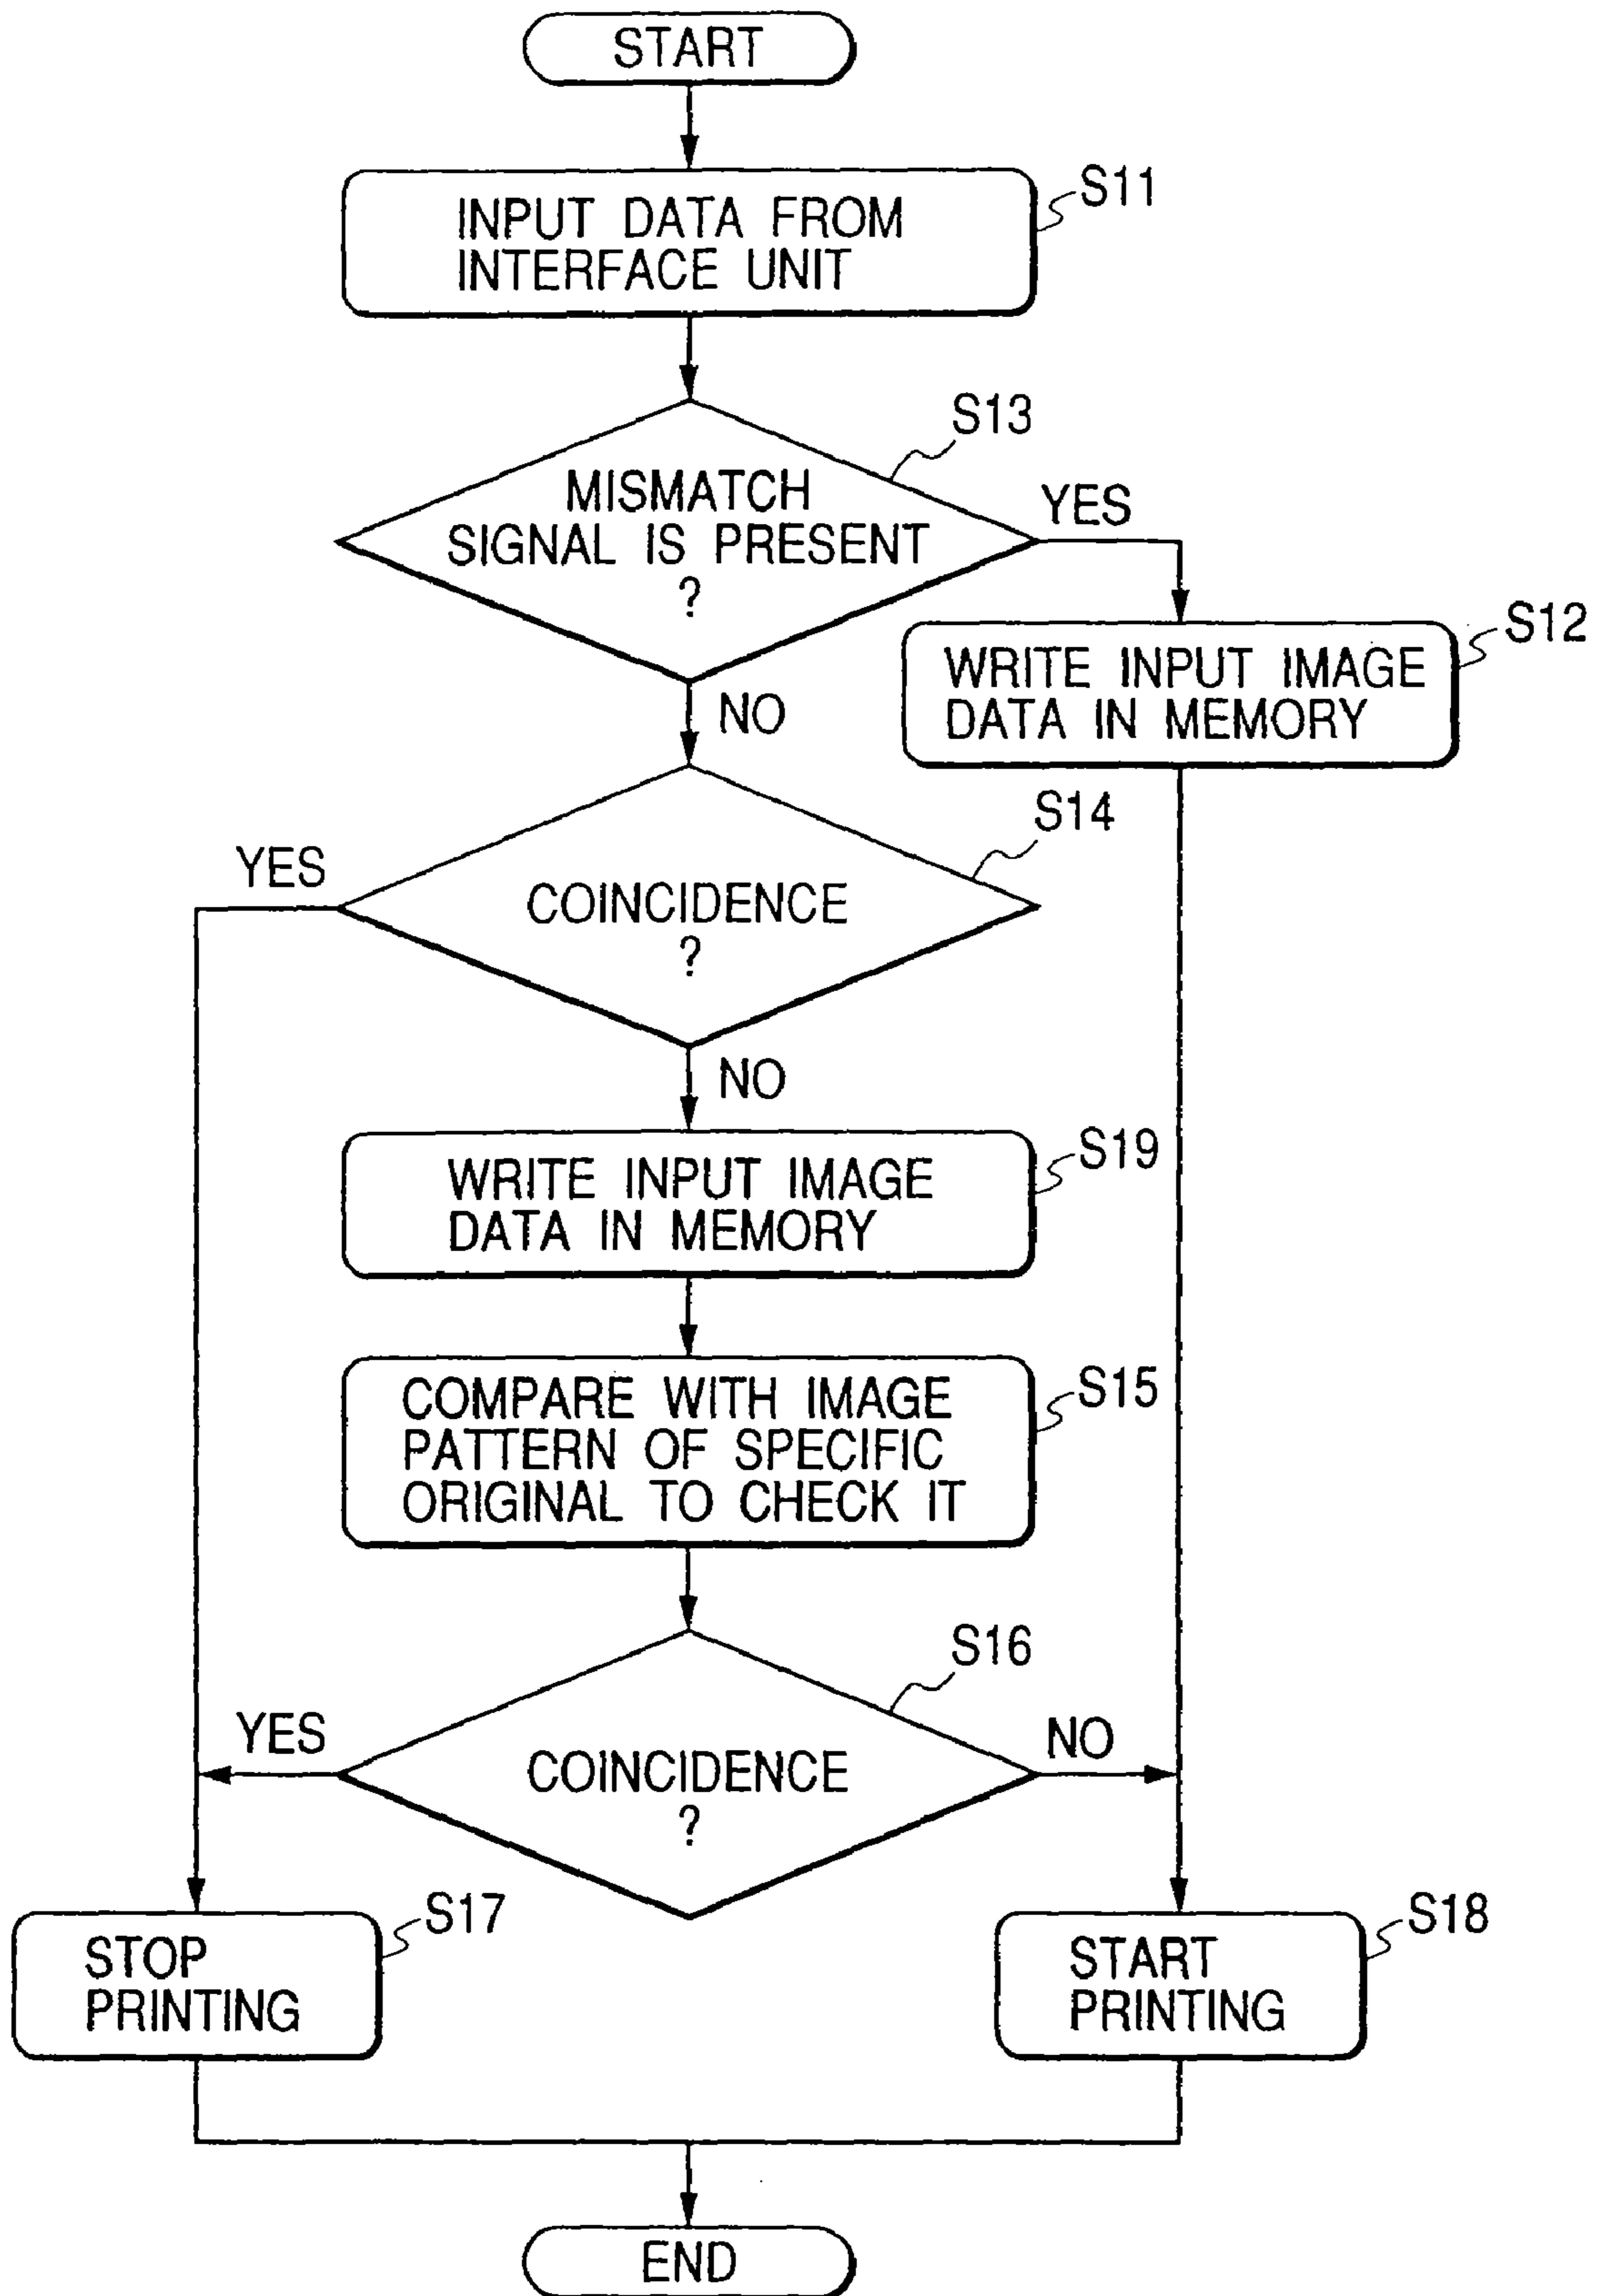 START
INPUT DATA FROM
INTERFACE UNIT
S11
MISMATCH
SIGNAL IS PRESENT
?
S13
YES
NO
WRITE INPUT IMAGE
DATA IN MEMORY
S12
COINCIDENCE
?
S14
YES
NO
WRITE INPUT IMAGE
DATA IN MEMORY
S19
COMPARE WITH IMAGE
PATTERN OF SPECIFIC
ORIGINAL TO CHECK IT
S15
COINCIDENCE
?
S16
YES
NO
STOP
PRINTING
S17
START
PRINTING
S18
END